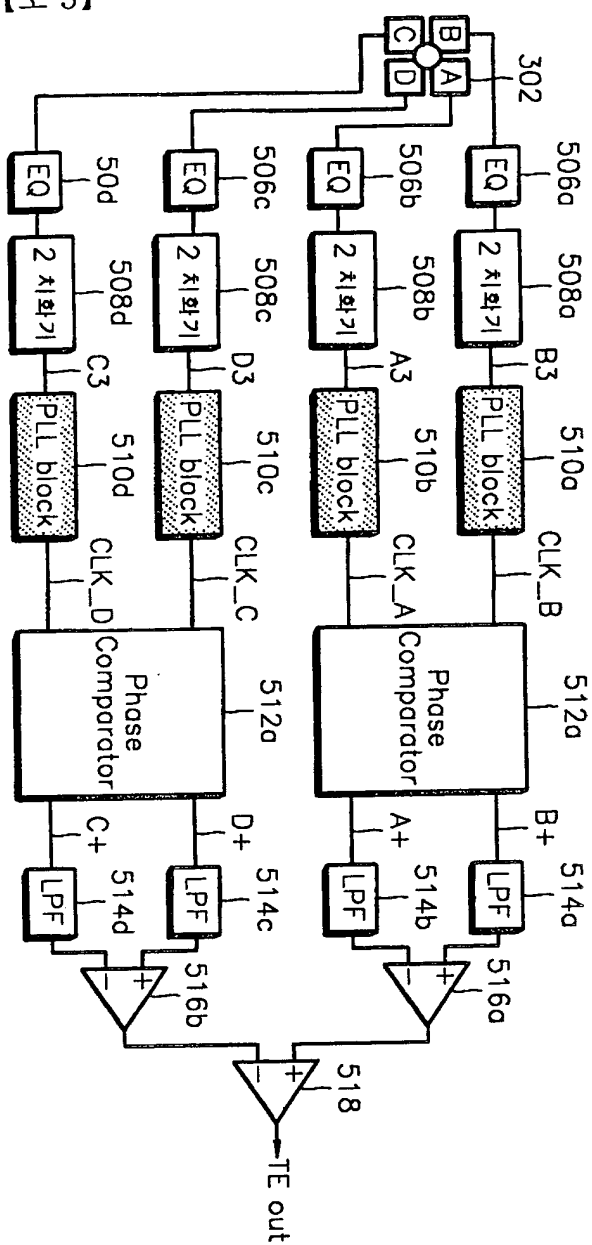 C B
D A
302
506a
EQ
508a
2 치화기
B3
510a
PLL block
CLK_B
506b
EQ
508b
2 치화기
A3
510b
PLL block
CLK_A
512a
Phase
Comparator
B+
514a
LPF
A+
514b
LPF
+
−
516a
506c
EQ
508c
2 치화기
D3
510c
PLL block
CLK_C
50d
EQ
508d
2 치화기
C3
510d
PLL block
CLK_D
512a
Phase
Comparator
D+
514c
LPF
C+
514d
LPF
+
−
516b
+
−
518
TE out